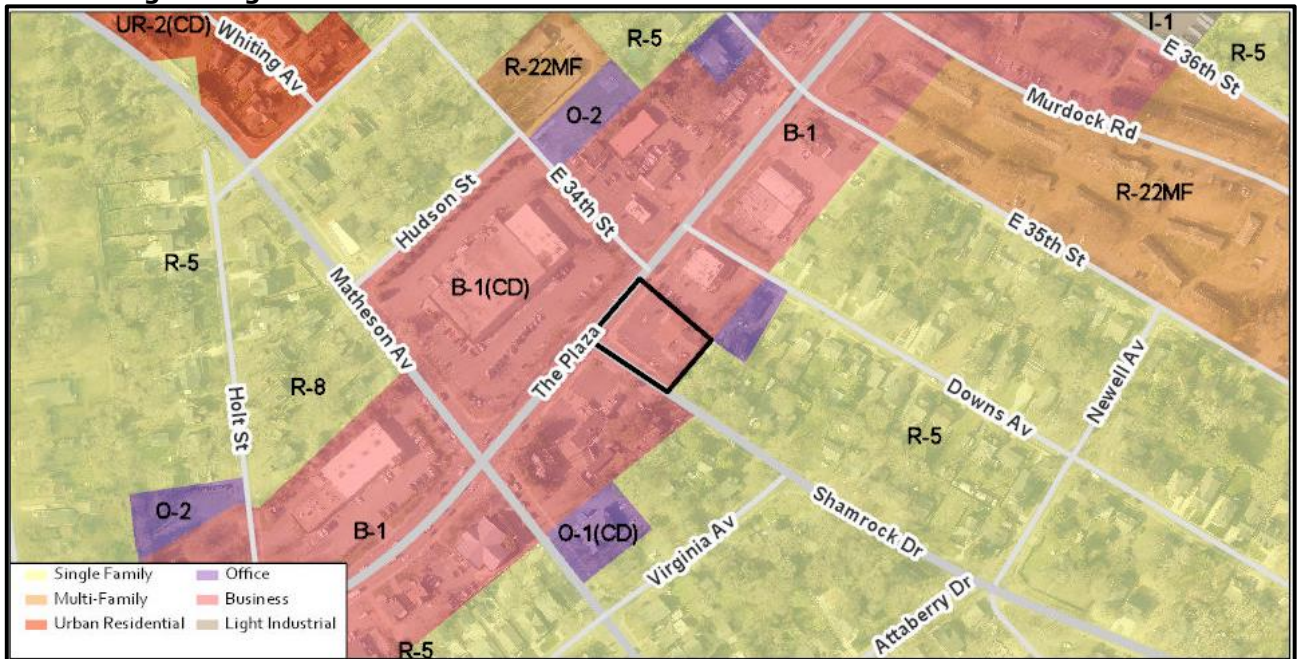 UR-2(CD)
Whiting Av
R-5
I-1
E 36th St
R-5
R-22MF
O-2
Murdock Rd
B-1
Hudson St
E 34th St
R-22MF
E 35th St
R-5
Matheson Av
B-1(CD)
The Plaza
R-8
Holt St
Downs Av
Newell Av
R-5
O-2
B-1
O-1(CD)
Virginia Av
Shamrock Dr
Attaberry Dr
R-5
Single Family
Office
Multi-Family
Business
Urban Residential
Light Industrial